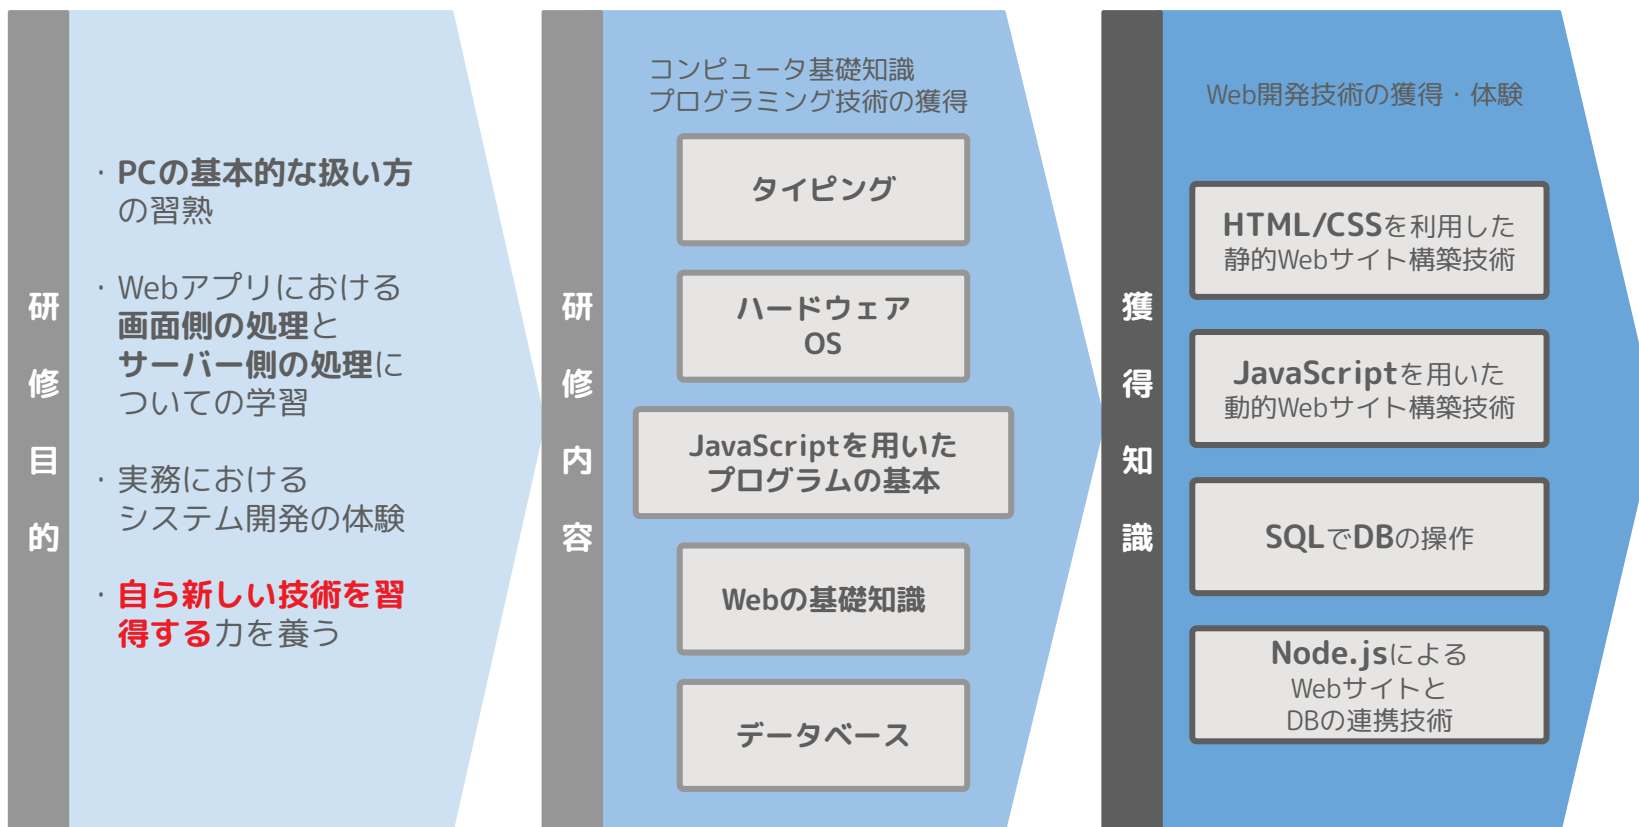 研修目的
・PCの基本的な扱い方
の習熟
・Webアプリにおける
画面側の処理と
サーバー側の処理に
ついての学習
・実務における
システム開発の体験
・自ら新しい技術を習
得する力を養う
研修内容
コンピュータ基礎知識
プログラミング技術の獲得
タイピング
ハードウェア
OS
JavaScriptを用いた
プログラムの基本
Webの基礎知識
データベース
獲得知識
Web開発技術の獲得・体験
HTML/CSSを利用した
静的Webサイト構築技術
JavaScriptを用いた
動的Webサイト構築技術
SQLでDBの操作
Node.jsによる
Webサイトと
DBの連携技術